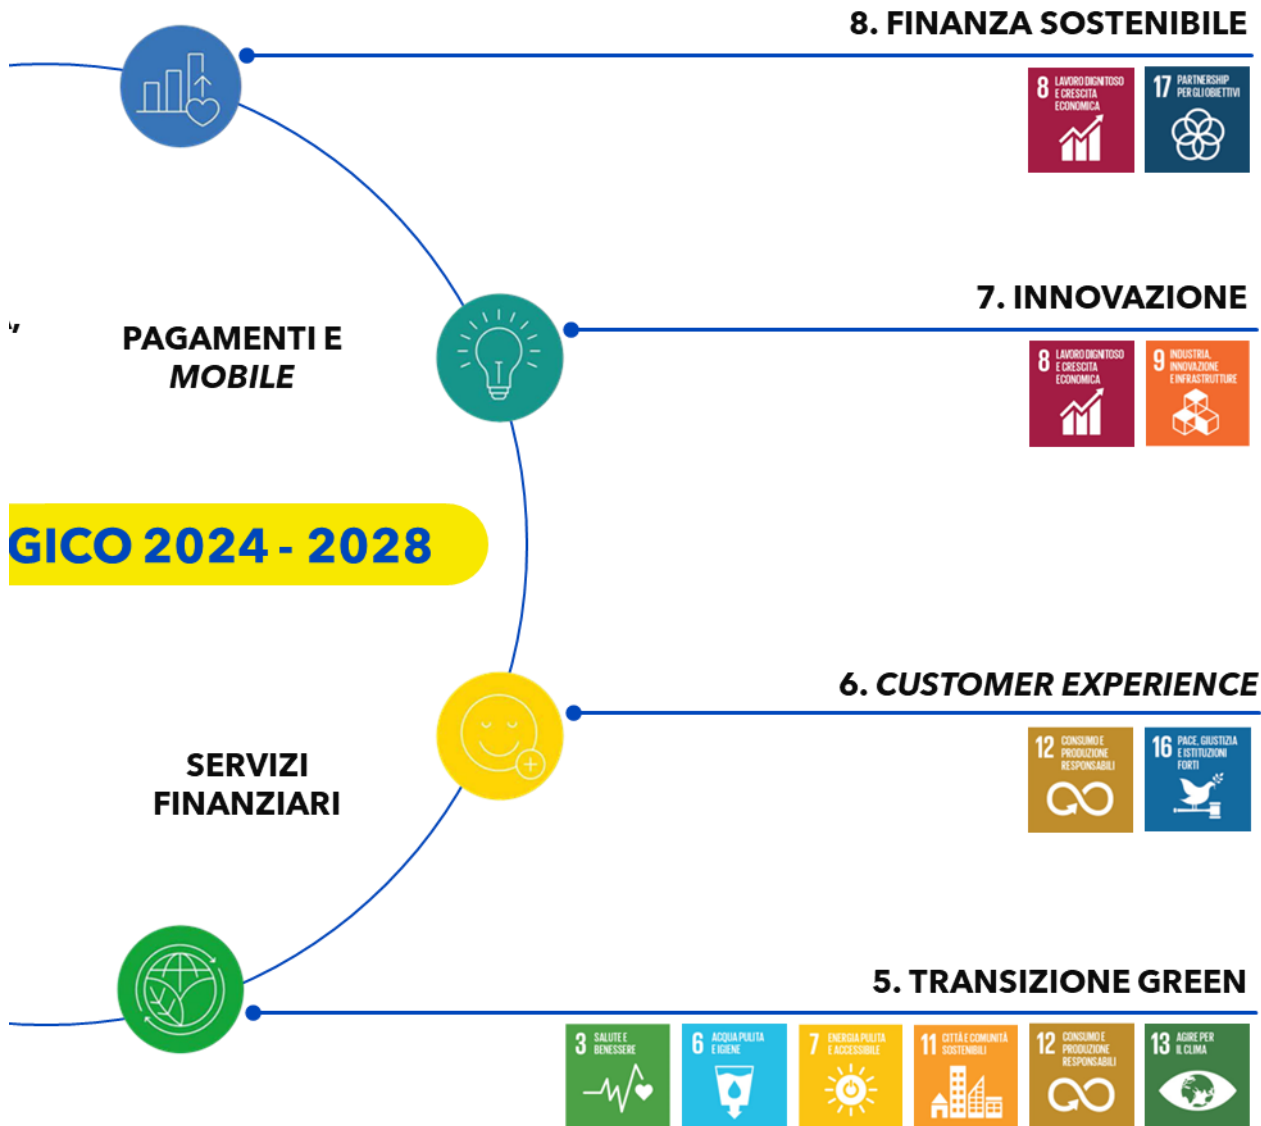 8. FINANZA SOSTENIBILE
8 LAVORO DIGNITOSO
E CRESCITA
ECONOMICA
17 PARTNERSHIP
PER GLI OBIETTIVI
7. INNOVAZIONE
PAGAMENTI E
MOBILE
8 LAVORO DIGNITOSO
E CRESCITA
ECONOMICA
9 INDUSTRIA,
INNOVAZIONE
E INFRASTRUTTURE
GICO 2024 - 2028
6. CUSTOMER EXPERIENCE
12 CONSUMO E
PRODUZIONE
RESPONSABILI
16 PACE, GIUSTIZIA
E ISTITUZIONI
FORTI
SERVIZI
FINANZIARI
5. TRANSIZIONE GREEN
3 SALUTE E
BENESSERE
6 ACQUA PULITA
E IGIENE
7 ENERGIA PULITA
E ACCESSIBILE
11 CITTÀ E COMUNITÀ
SOSTENIBILI
12 CONSUMO E
PRODUZIONE
RESPONSABILI
13 AGIRE PER
IL CLIMA